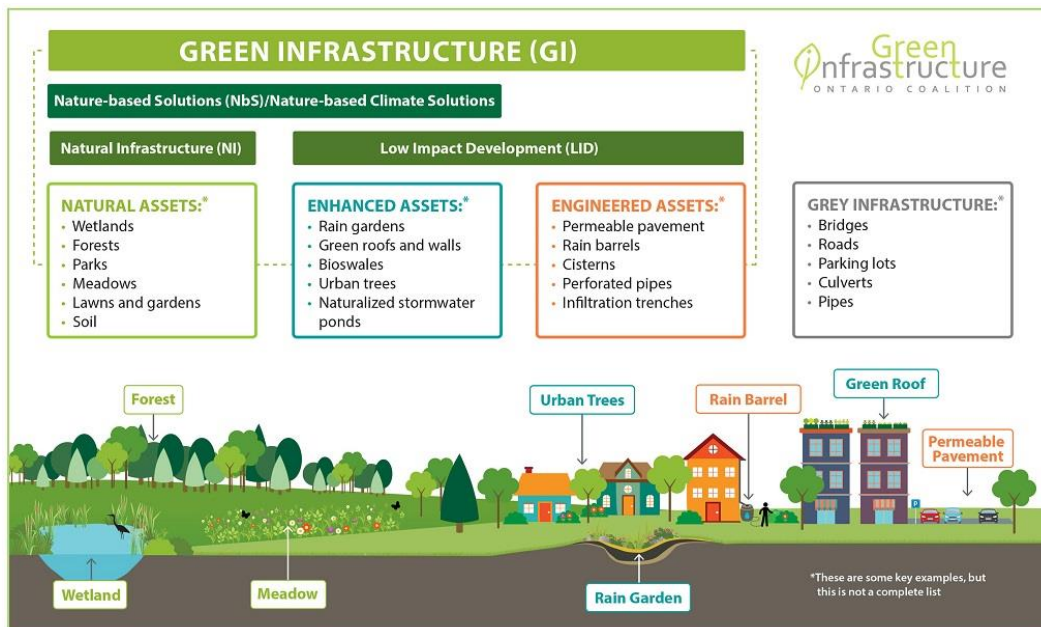 GREEN INFRASTRUCTURE (GI)
Green
infrastructure
ONTARIO COALITION
Nature-based Solutions (NbS)/Nature-based Climate Solutions
Natural Infrastructure (NI)
Low Impact Development (LID)
NATURAL ASSETS:*
• Wetlands
• Forests
• Parks
• Meadows
• Lawns and gardens
• Soil
ENHANCED ASSETS:*
• Rain gardens
• Green roofs and walls
• Bioswales
• Urban trees
• Naturalized stormwater
ponds
ENGINEERED ASSETS:*
• Permeable pavement
• Rain barrels
• Cisterns
• Perforated pipes
• Infiltration trenches
GREY INFRASTRUCTURE:*
• Bridges
• Roads
• Parking lots
• Culverts
• Pipes
Forest
Urban Trees
Rain Barrel
Green Roof
Permeable
Pavement
P
Wetland
Meadow
Rain Garden
*These are some key examples, but
this is not a complete list